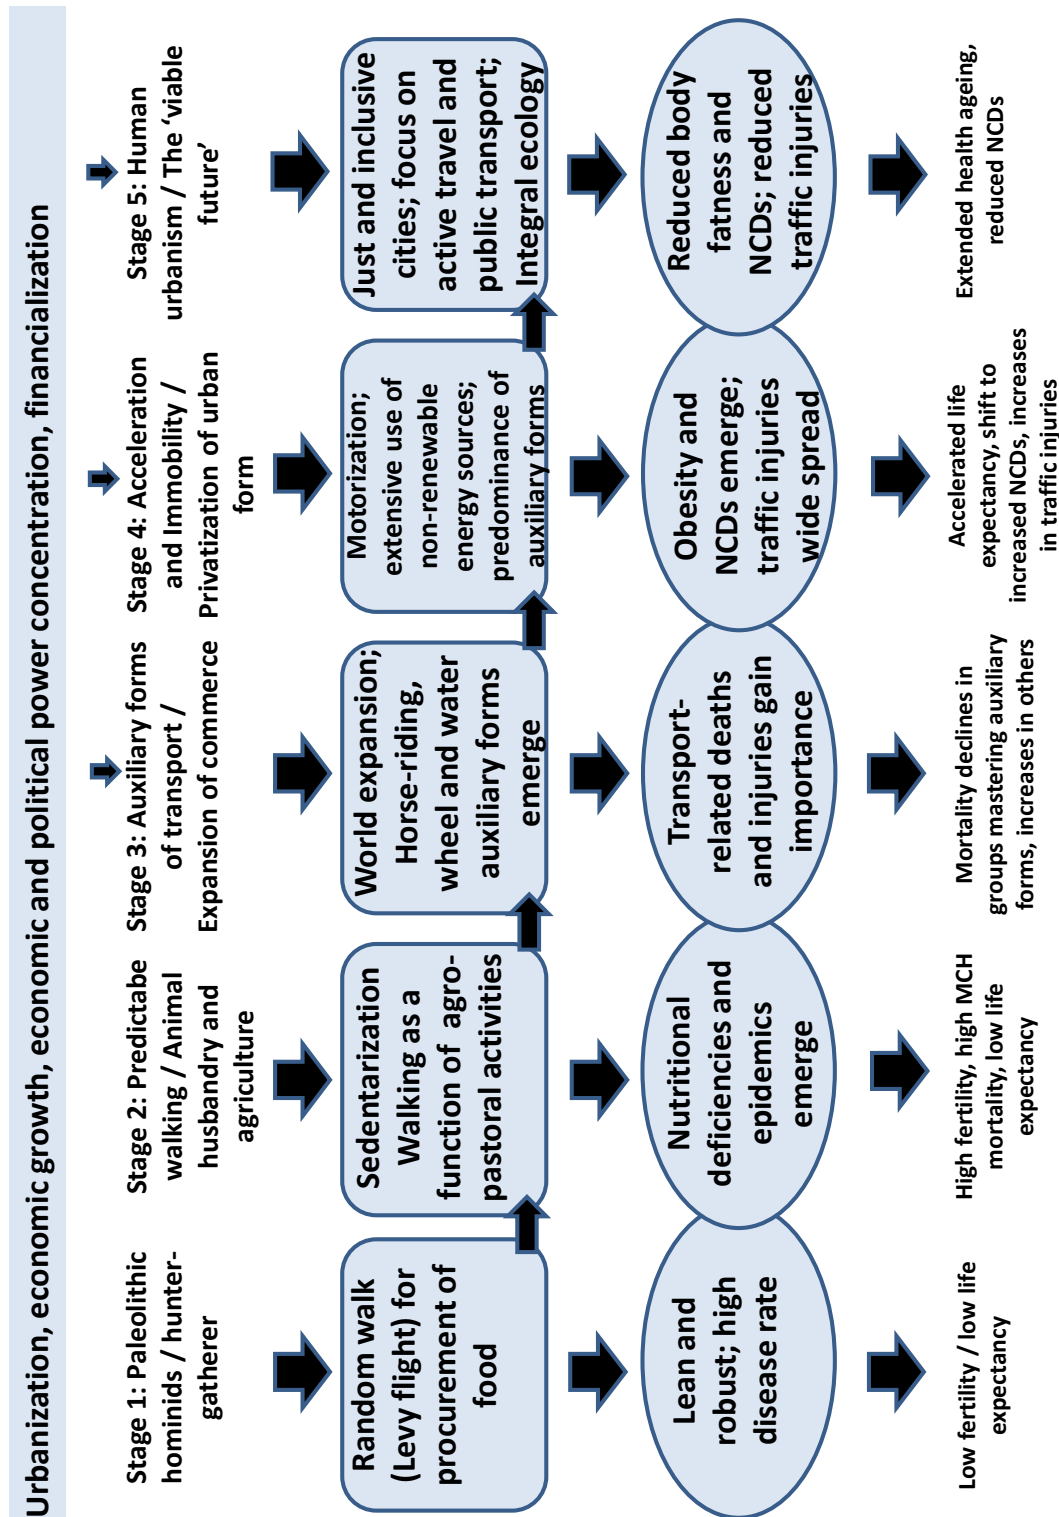 Urbanization, economic growth, economic and political power concentration, financialization
Stage 1: Paleolithic
hominids / hunter-
gatherer
Stage 2: Predictabe
walking / Animal
husbandry and
agriculture
Stage 3: Auxiliary forms
of transport /
Expansion of commerce
Stage 4: Acceleration
and Immobility /
Privatization of urban
form
Stage 5: Human
urbanism / The ‘viable
future’
Random walk
(Levy flight) for
procurement of
food
Sedentarization
Walking as a
function of agro-
pastoral activities
World expansion;
Horse-riding,
wheel and water
auxiliary forms
emerge
Motorization;
extensive use of
non-renewable
energy sources;
predominance of
auxiliary forms
Just and inclusive
cities; focus on
active travel and
public transport;
Integral ecology
Lean and
robust; high
disease rate
Nutritional
deficiencies and
epidemics
emerge
Transport-
related deaths
and injuries gain
importance
Obesity and
NCDs emerge;
traffic injuries
wide spread
Reduced body
fatness and
NCDs; reduced
traffic injuries
Low fertility / low life
expectancy
High fertility, high MCH
mortality, low life
expectancy
Mortality declines in
groups mastering auxiliary
forms, increases in others
Accelerated life
expectancy, shift to
increased NCDs, increases
in traffic injuries
Extended health ageing,
reduced NCDs